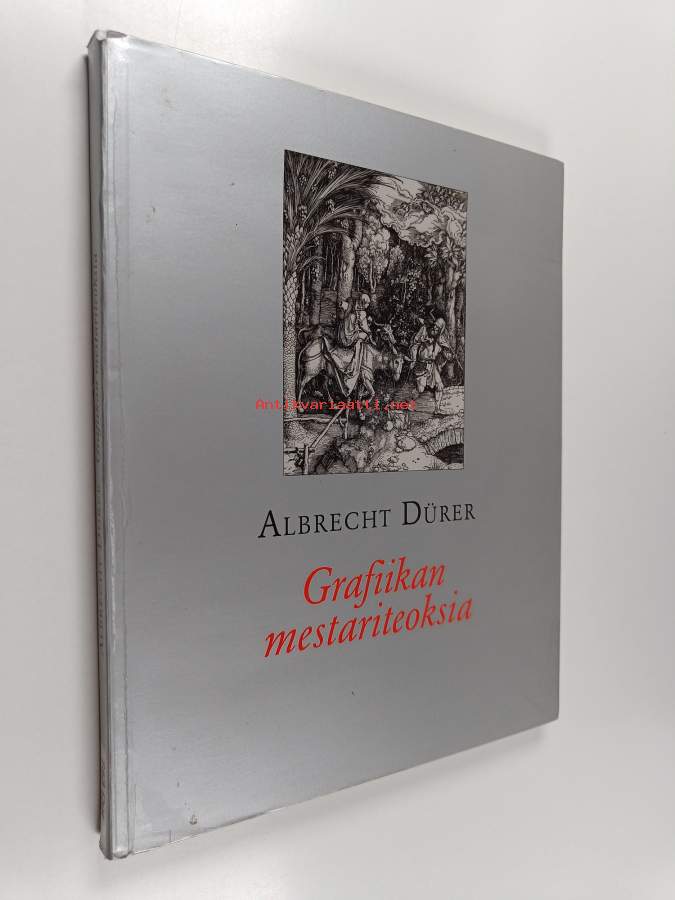 Antikvariaatti.net
ALBRECHT DÜRER
Grafiikan
mestariteoksia